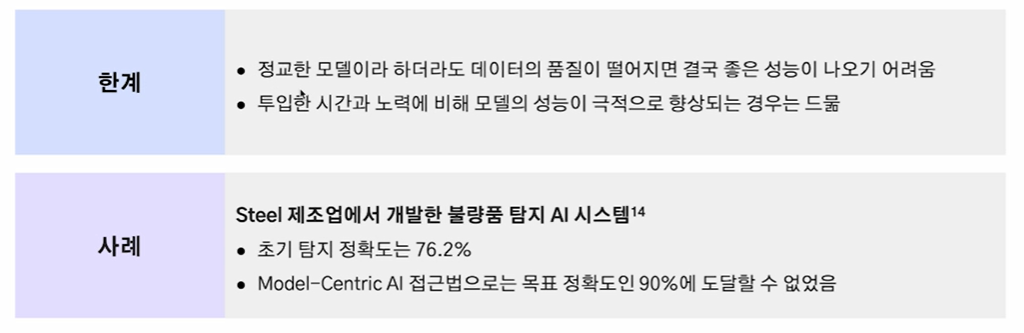 한계
• 정교한 모델이라 하더라도 데이터의 품질이 떨어지면 결국 좋은 성능이 나오기 어려움
• 투입한 시간과 노력에 비해 모델의 성능이 극적으로 향상되는 경우는 드묾
사례
Steel 제조업에서 개발한 불량품 탐지 AI 시스템¹⁴
• 초기 탐지 정확도는 76.2%
• Model-Centric AI 접근법으로는 목표 정확도인 90%에 도달할 수 없었음